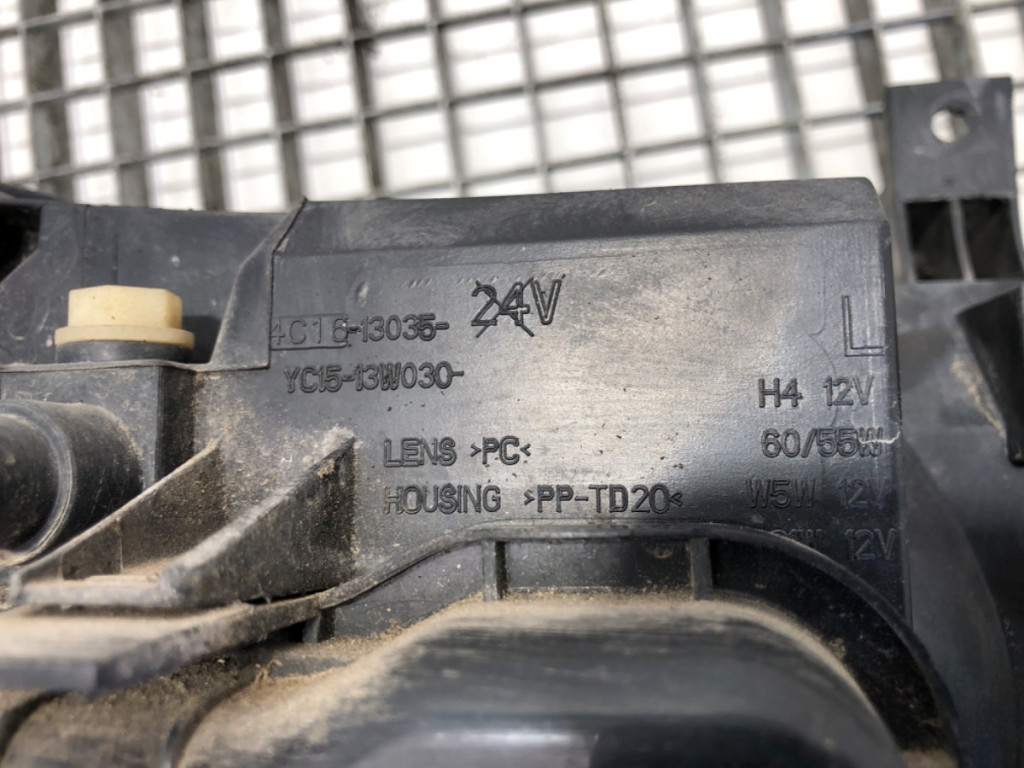 24V
4C16-13035-
L
YC15-13W030-
H4 12V
60/55W
LENS >PC<
HOUSING >PP-TD20<
W5W 12V
12V